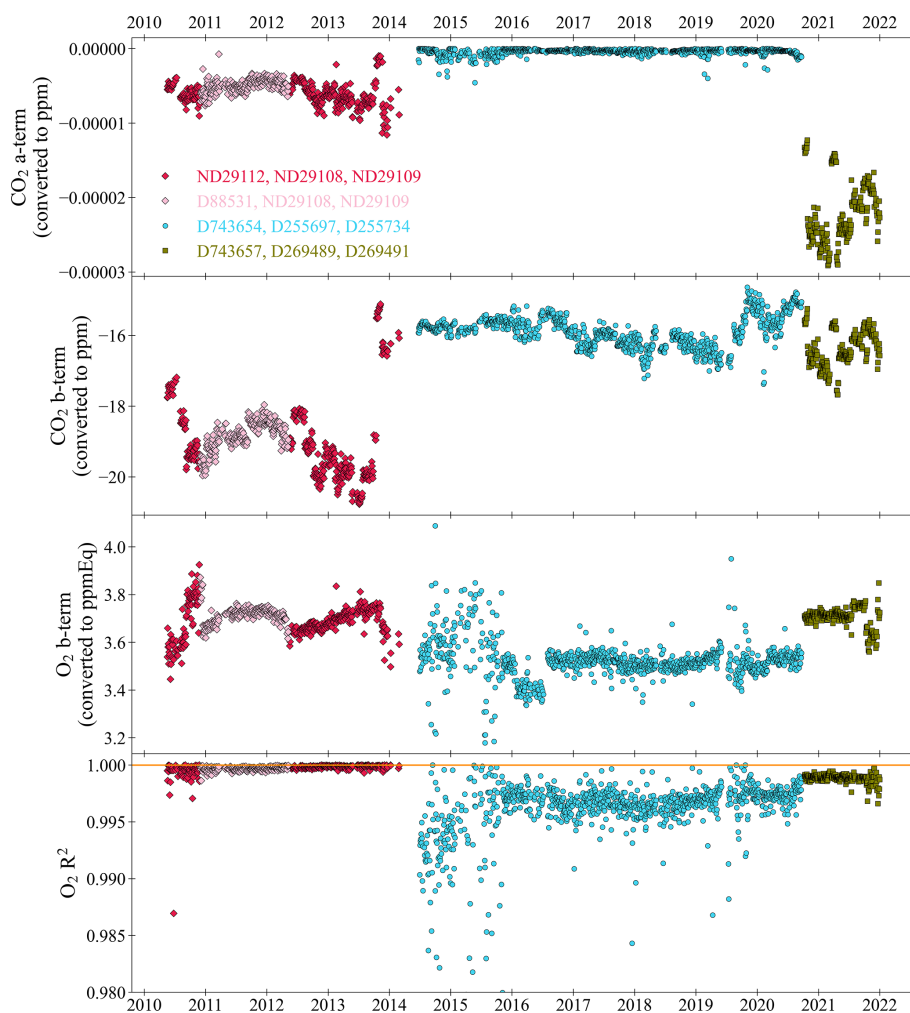 2010 2011 2012 2013 2014 2015 2016 2017 2018 2019 2020 2021 2022
0.00000
−0.00001
−0.00002
−0.00003
CO₂ a-term
(converted to ppm)
ND29112, ND29108, ND29109
D88531, ND29108, ND29109
D743654, D255697, D255734
D743657, D269489, D269491
−16
−18
−20
CO₂ b-term
(converted to ppm)
4.0
3.8
3.6
3.4
3.2
O₂ b-term
(converted to ppmEq)
1.000
0.995
0.990
0.985
0.980
O₂ R²
2010 2011 2012 2013 2014 2015 2016 2017 2018 2019 2020 2021 2022